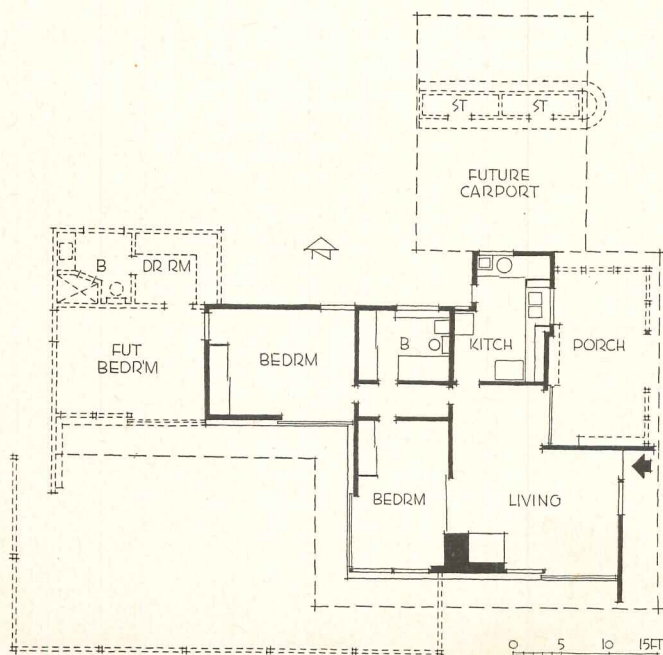 ST ST
FUTURE
CARPORT
B
DR RM
FUT
BEDR'M
BEDRM
B
KITCH
PORCH
BEDRM
LIVING
0 5 10 15FT